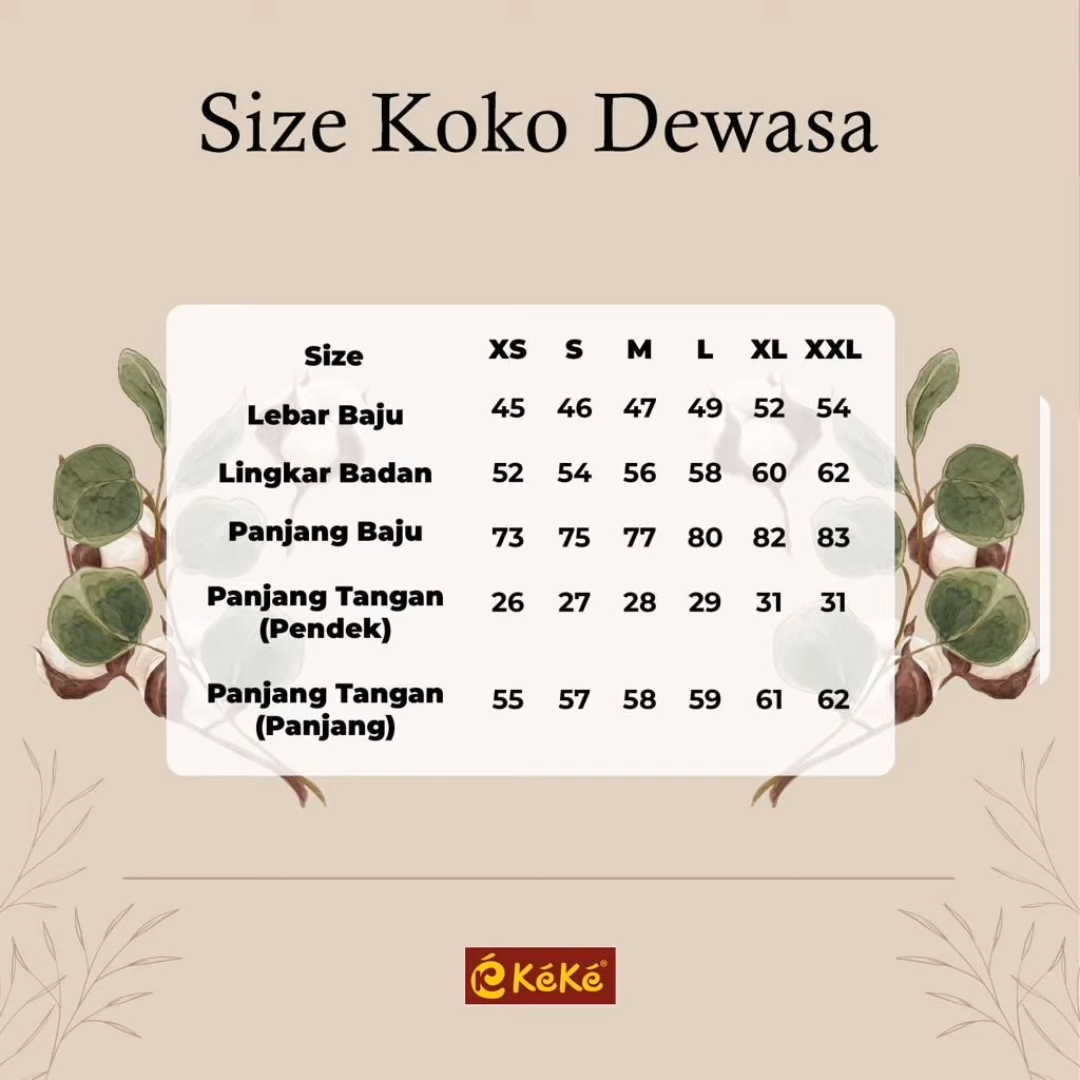 Size Koko Dewasa
Size XS S M L XL XXL
Lebar Baju 45 46 47 49 52 54
Lingkar Badan 52 54 56 58 60 62
Panjang Baju 73 75 77 80 82 83
Panjang Tangan 26 27 28 29 31 31
(Pendek)
Panjang Tangan 55 57 58 59 61 62
(Panjang)
KéKé®